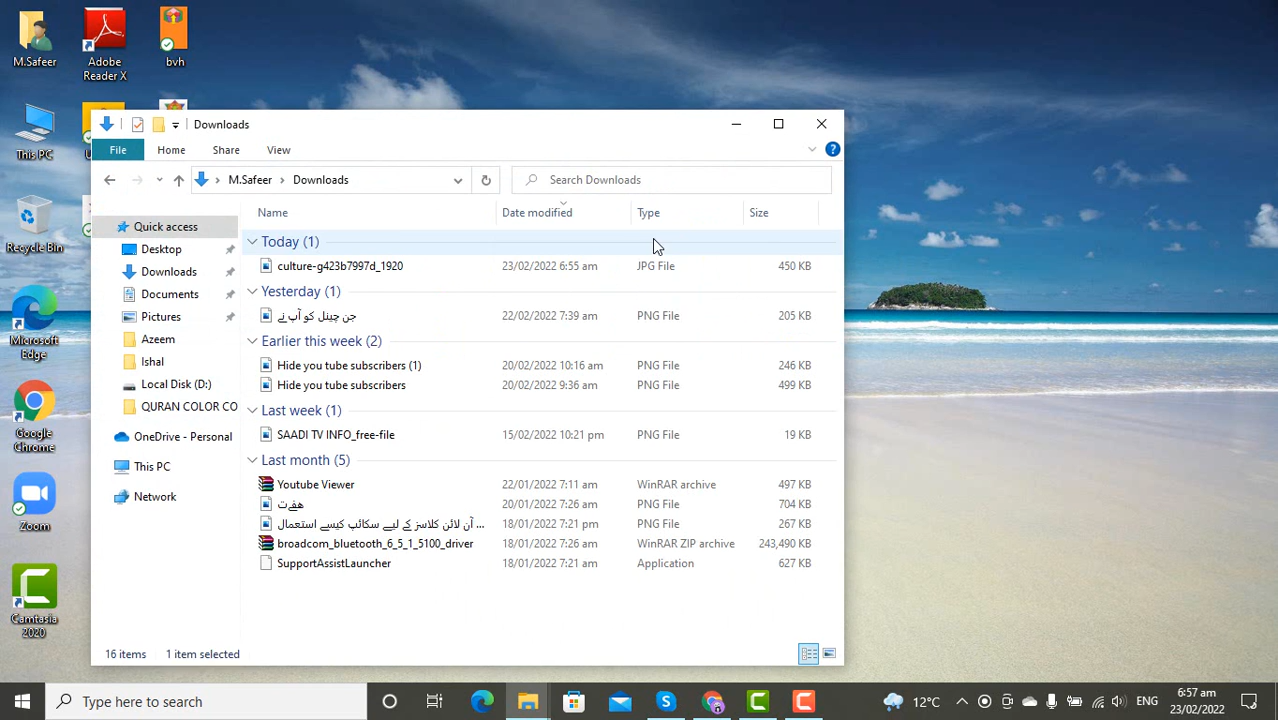 M.Safeer
Adobe Reader X
bvh
This PC
Recycle Bin
Microsoft Edge
Google Chrome
Zoom
Camtasia 2020
Downloads
File Home Share View
M.Safeer > Downloads
Search Downloads
Name Date modified Type Size
Quick access
Desktop
Downloads
Documents
Pictures
Azeem
Ishal
Local Disk (D:)
QURAN COLOR CO
OneDrive - Personal
This PC
Network
Today (1)
culture-g423b7997d_1920 23/02/2022 6:55 am JPG File 450 KB
Yesterday (1)
جن چینل کو آپ نے 22/02/2022 7:39 am PNG File 205 KB
Earlier this week (2)
Hide you tube subscribers (1) 20/02/2022 10:16 am PNG File 246 KB
Hide you tube subscribers 20/02/2022 9:36 am PNG File 499 KB
Last week (1)
SAADI TV INFO_free-file 15/02/2022 10:21 pm PNG File 19 KB
Last month (5)
Youtube Viewer 22/01/2022 7:11 am WinRAR archive 497 KB
20/01/2022 7:26 am PNG File 704 KB
آن لائن کلاسز کے لیے سکائپ کیسے استعمال ... 18/01/2022 7:21 pm PNG File 267 KB
broadcom_bluetooth_6_5_1_5100_driver 18/01/2022 7:26 am WinRAR ZIP archive 243,490 KB
SupportAssistLauncher 18/01/2022 7:21 am Application 627 KB
16 items 1 item selected
Type here to search
12°C
ENG
6:57 am
23/02/2022